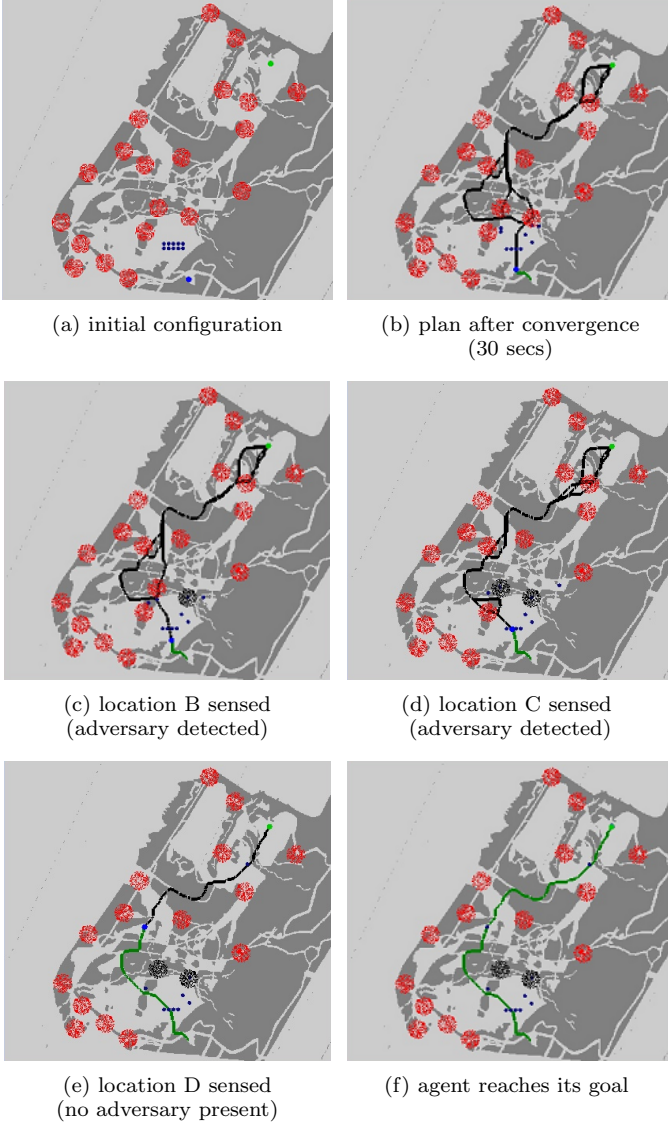 (a) initial configuration
(b) plan after convergence
(30 secs)
(c) location B sensed
(adversary detected)
(d) location C sensed
(adversary detected)
(e) location D sensed
(no adversary present)
(f) agent reaches its goal